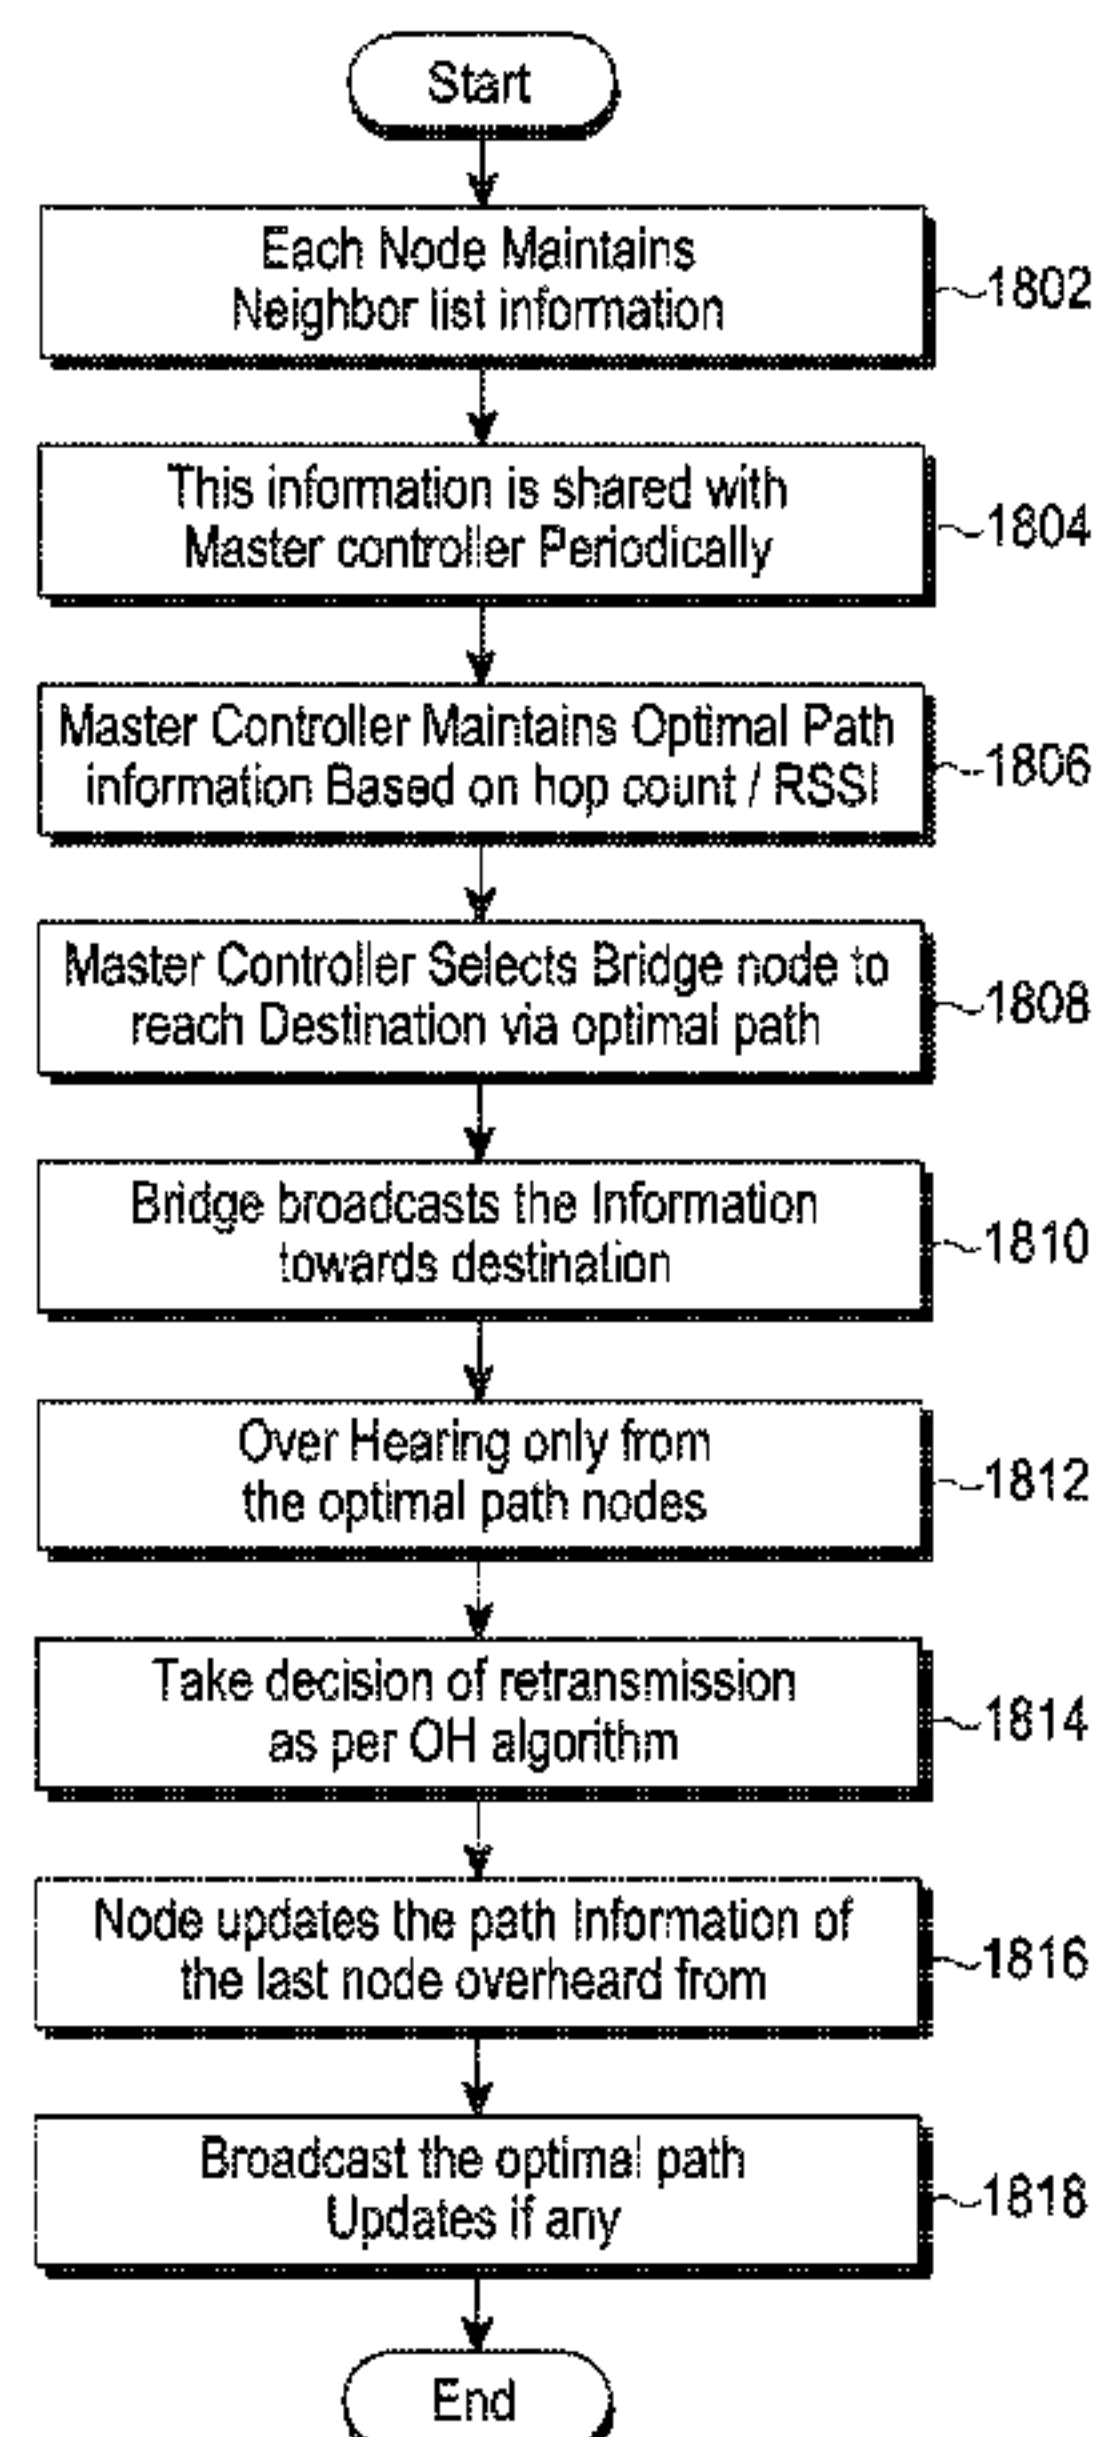 Start
Each Node Maintains
Neighbor list information
1802
This information is shared with
Master controller Periodically
1804
Master Controller Maintains Optimal Path
information Based on hop count / RSSI
1806
Master Controller Selects Bridge node to
reach Destination via optimal path
1808
Bridge broadcasts the Information
towards destination
1810
Over Hearing only from
the optimal path nodes
1812
Take decision of retransmission
as per OH algorithm
1814
Node updates the path Information of
the last node overheard from
1816
Broadcast the optimal path
Updates if any
1818
End